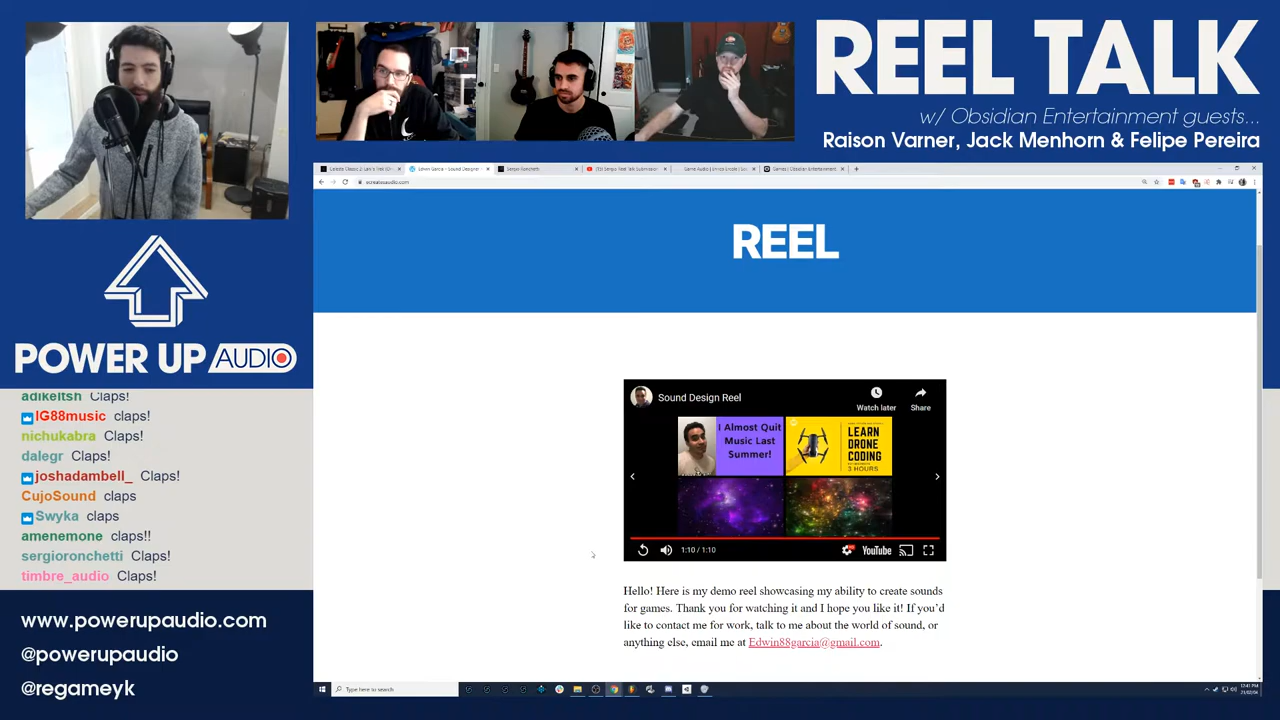 REEL TALK
w/ Obsidian Entertainment guests...
Raison Varner, Jack Menhorn & Felipe Pereira
POWER UP AUDIO
adikeltsh Claps!
IG88music claps!
nichukabra Claps!
dalegr Claps!
joshadambell_ Claps!
CujoSound claps
Swyka claps
amenemone claps!!
sergioronchetti Claps!
timbre_audio Claps!
www.powerupaudio.com
@powerupaudio
@regameyk
REEL
Sound Design Reel
Watch later
Share
I Almost Quit
Music Last
Summer!
LEARN
DRONE
CODING
3 HOURS
1:10 / 1:10
YouTube
Hello! Here is my demo reel showcasing my ability to create sounds
for games. Thank you for watching it and I hope you like it! If you'd
like to contact me for work, talk to me about the world of sound, or
anything else, email me at Edwin88garcia@gmail.com.
Type here to search